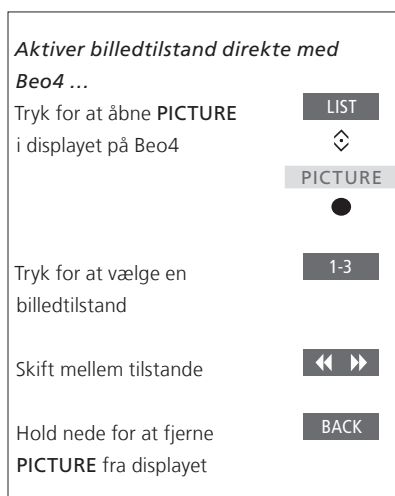 Aktiver billedtilstand direkte med
Beo4 ...
Tryk for at åbne PICTURE LIST
i displayet på Beo4
PICTURE
Tryk for at vælge en 1-3
billedtilstand
Skift mellem tilstande
Hold nede for at fjerne BACK
PICTURE fra displayet